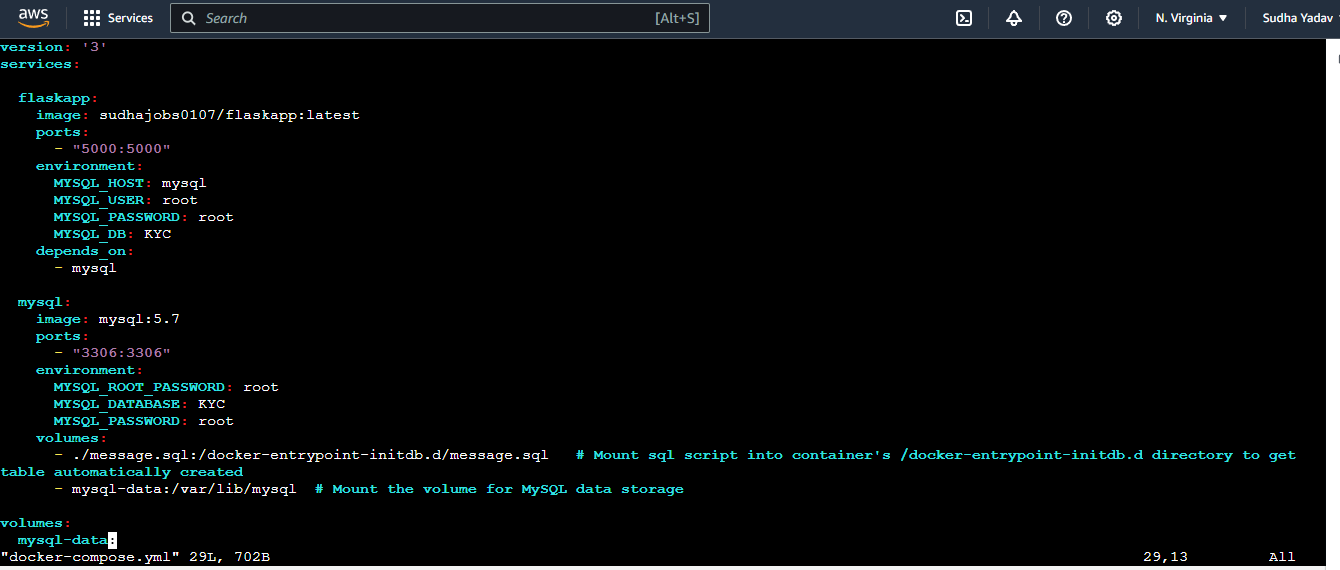 aws Services Search [Alt+S] N. Virginia Sudha Yadav
version: '3'
services:
flaskapp:
image: sudhajobs0107/flaskapp:latest
ports:
- "5000:5000"
environment:
MYSQL_HOST: mysql
MYSQL_USER: root
MYSQL_PASSWORD: root
MYSQL_DB: KYC
depends_on:
- mysql
mysql:
image: mysql:5.7
ports:
- "3306:3306"
environment:
MYSQL_ROOT_PASSWORD: root
MYSQL_DATABASE: KYC
MYSQL_PASSWORD: root
volumes:
- ./message.sql:/docker-entrypoint-initdb.d/message.sql # Mount sql script into container's /docker-entrypoint-initdb.d directory to get
table automatically created
- mysql-data:/var/lib/mysql # Mount the volume for MySQL data storage
volumes:
mysql-data:
"docker-compose.yml" 29L, 702B 29,13 All